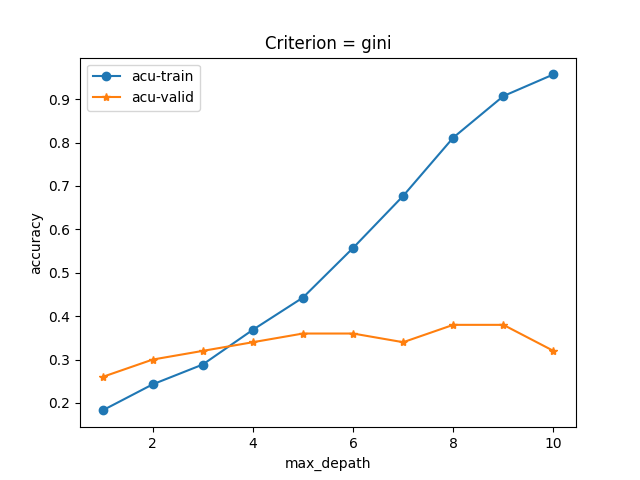 Criterion = gini
acu-train
acu-valid
0.9
0.8
0.7
0.6
0.5
0.4
0.3
0.2
accuracy
2 4 6 8 10
max_depath